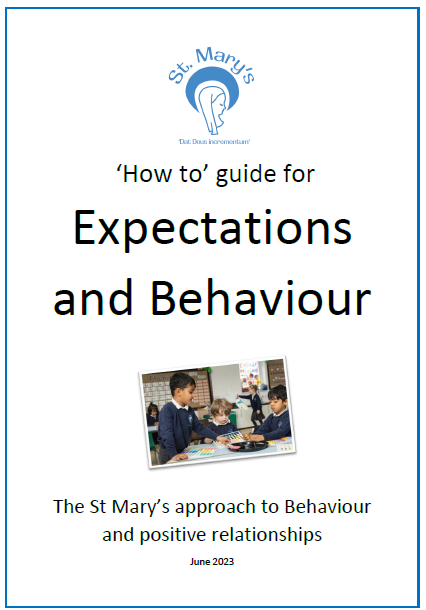 St. Mary's
'Dat Deus incrementum'
'How to' guide for
Expectations
and Behaviour
The St Mary's approach to Behaviour
and positive relationships
June 2023